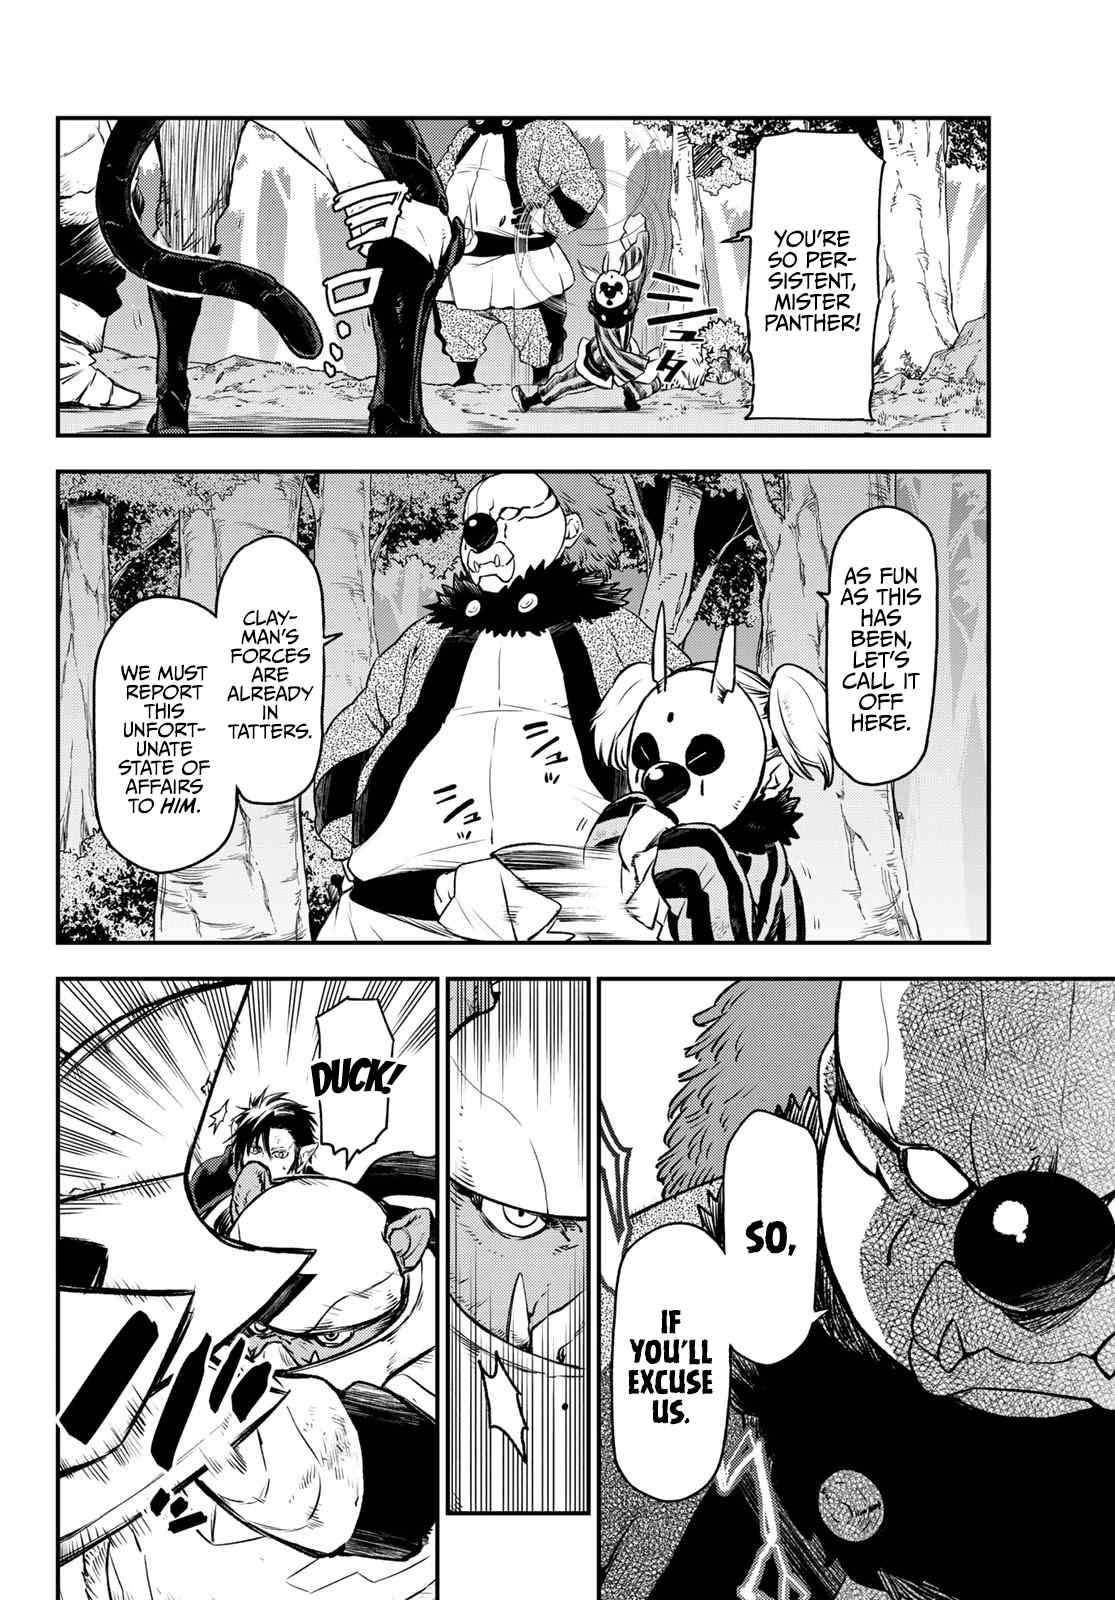 YOU'RE
SO PER-
SISTENT,
MISTER
PANTHER!
AS FUN
AS THIS
HAS
BEEN,
LET'S
CALL IT
OFF
HERE.
CLAY-
MAN'S
FORCES
ARE
ALREADY
IN
TATTERS.
WE MUST
REPORT
THIS
UNFORT-
UNATE
STATE OF
AFFAIRS
TO HIM.
SO,
IF
YOU'LL
EXCUSE
US.
DUCK!